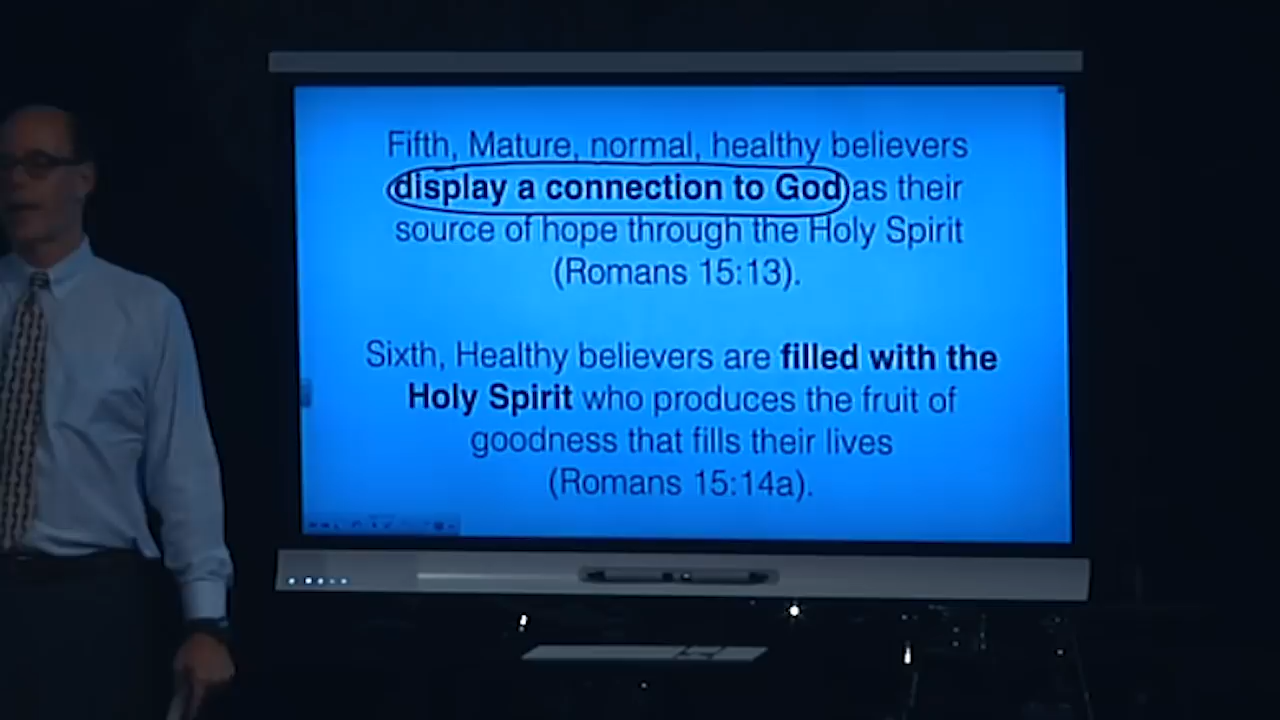 Fifth, Mature, normal, healthy believers
display a connection to God as their
source of hope through the Holy Spirit
(Romans 15:13).
Sixth, Healthy believers are filled with the
Holy Spirit who produces the fruit of
goodness that fills their lives
(Romans 15:14a).